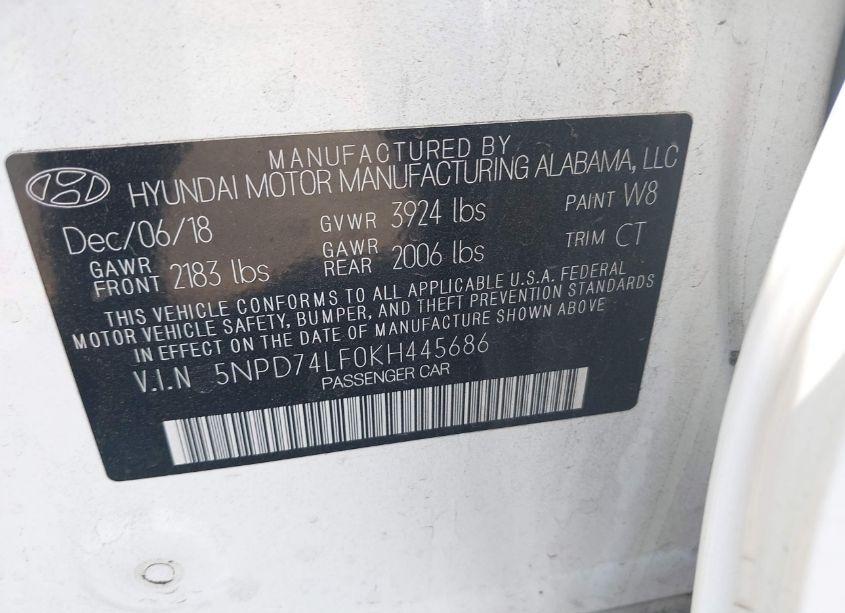 MANUFACTURED BY
HYUNDAI MOTOR MANUFACTURING ALABAMA, LLC
Dec/06/18 GVWR 3924 lbs PAINT W8
GAWR FRONT 2183 lbs GAWR REAR 2006 lbs TRIM CT
THIS VEHICLE CONFORMS TO ALL APPLICABLE U.S.A. FEDERAL
MOTOR VEHICLE SAFETY, BUMPER, AND THEFT PREVENTION STANDARDS
IN EFFECT ON THE DATE OF MANUFACTURE SHOWN ABOVE
V.I.N 5NPD74LF0KH445686
PASSENGER CAR